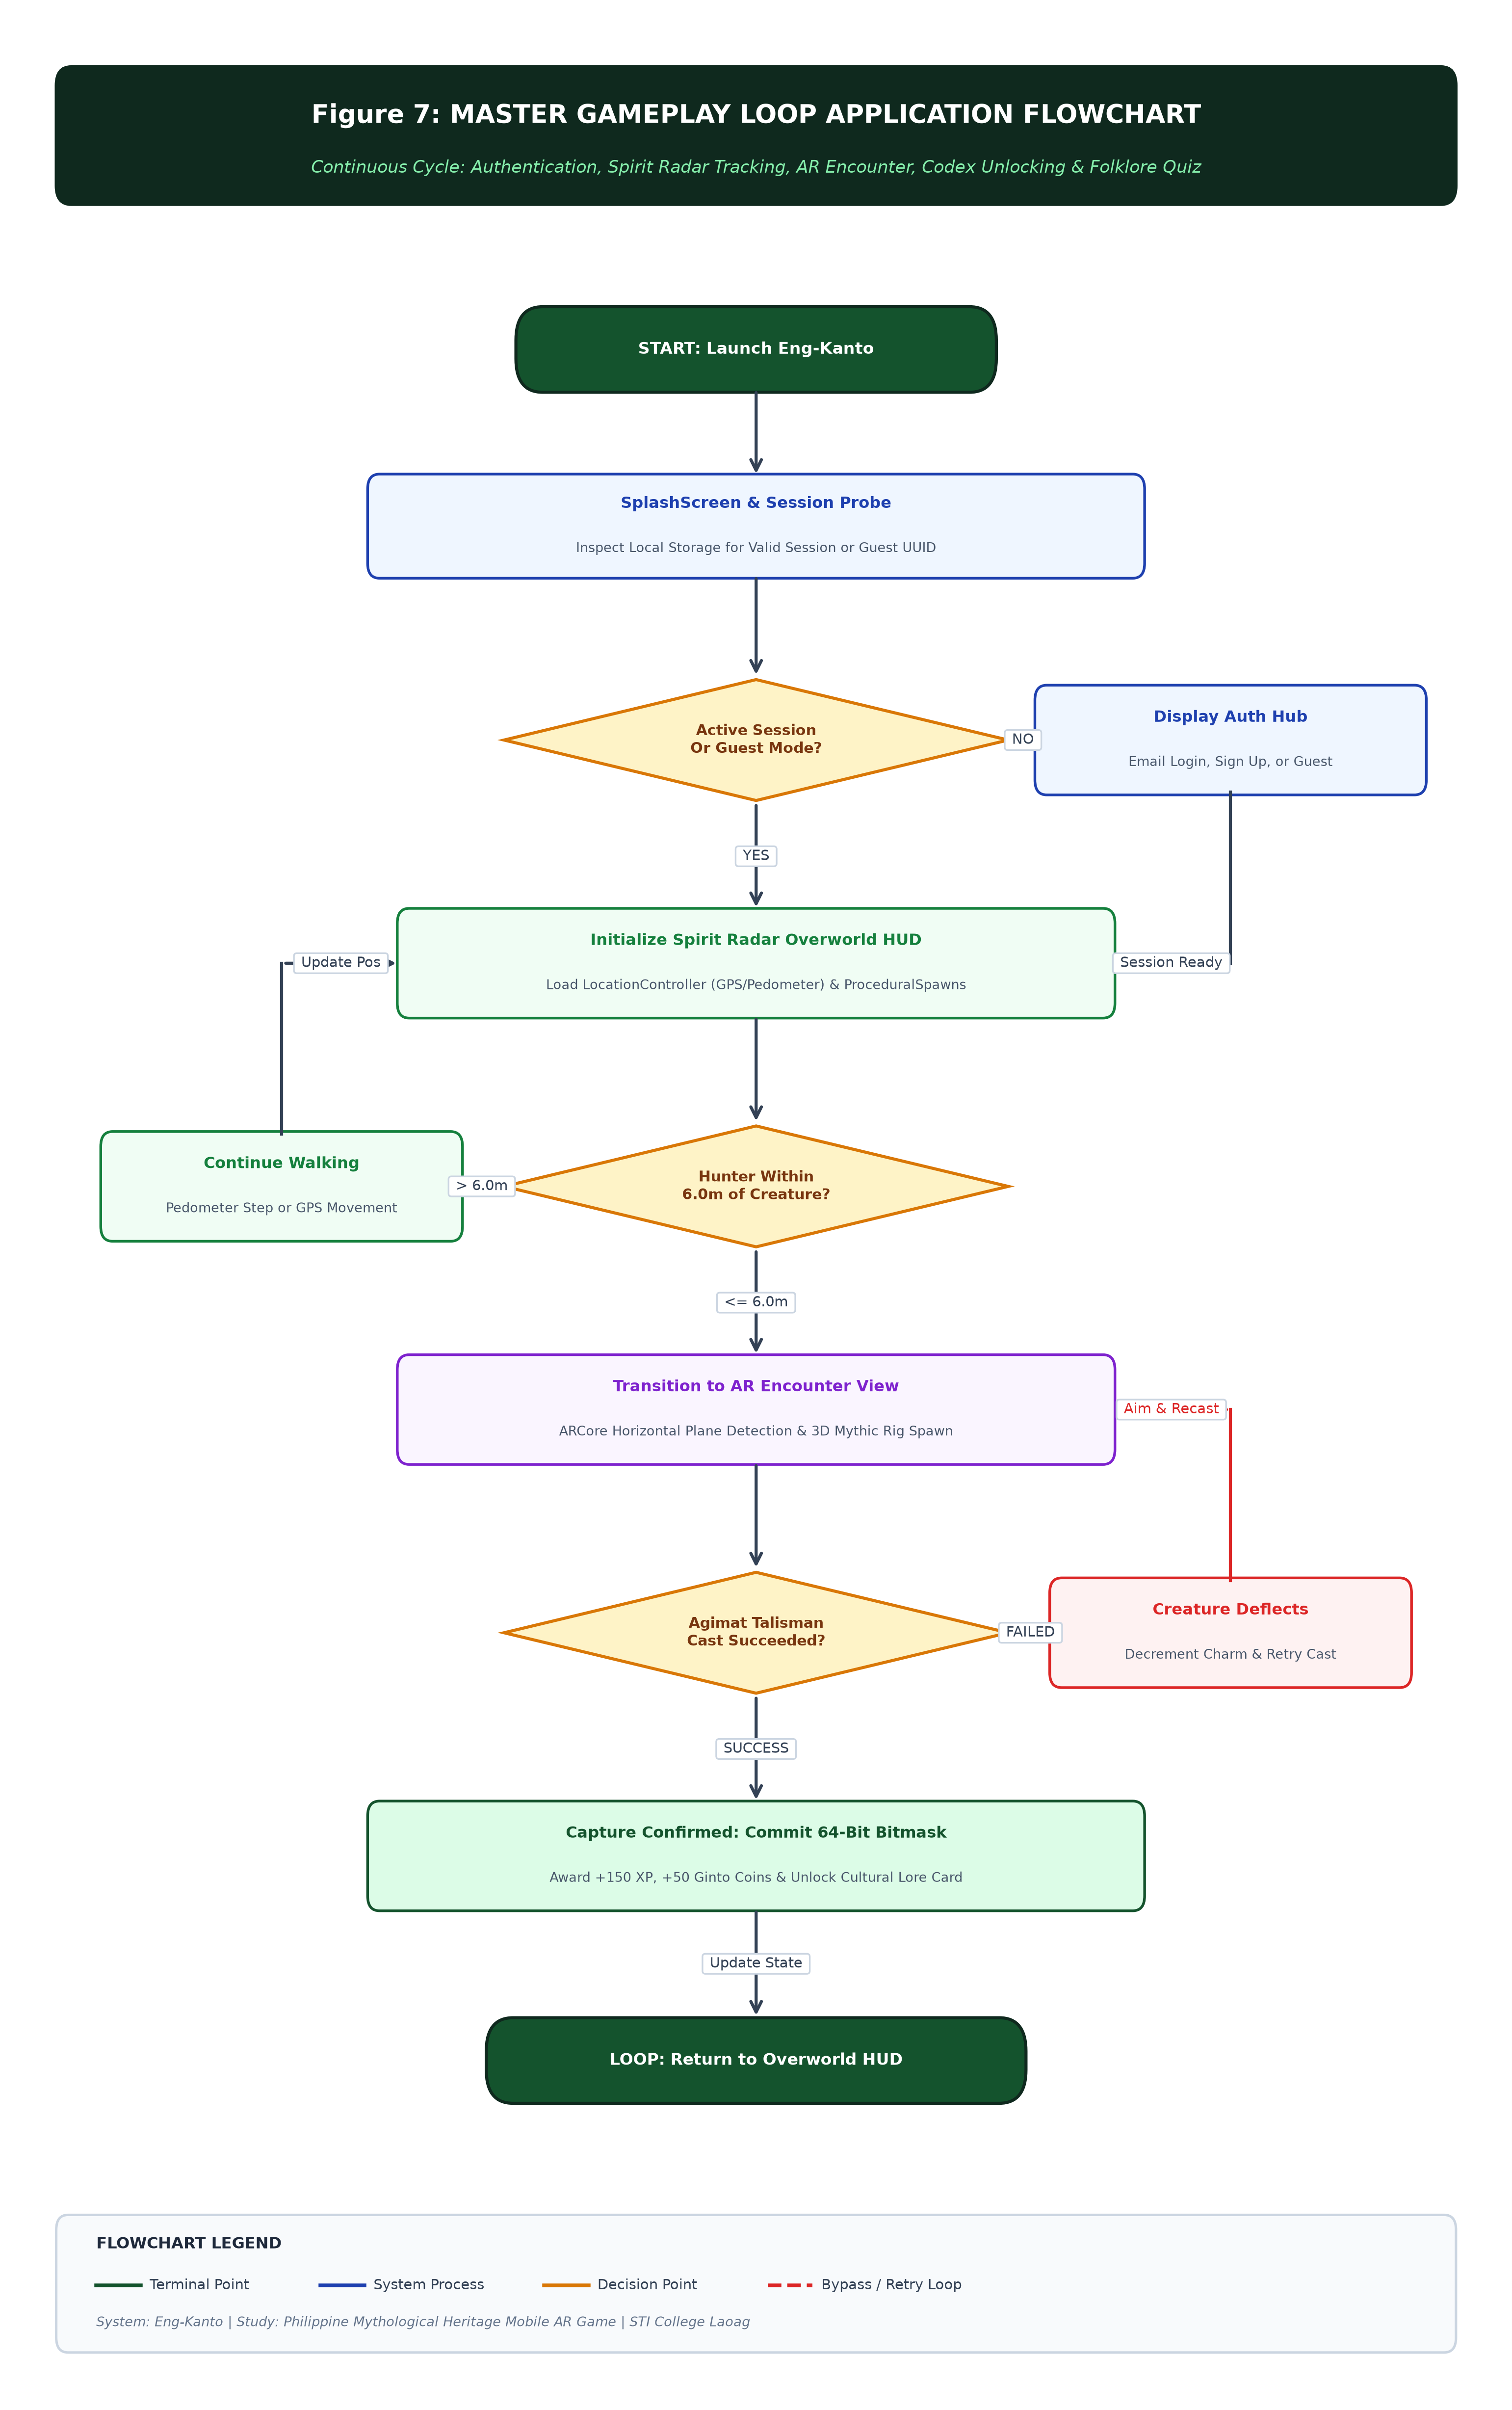 Figure 7: MASTER GAMEPLAY LOOP APPLICATION FLOWCHART
Continuous Cycle: Authentication, Spirit Radar Tracking, AR Encounter, Codex Unlocking & Folklore Quiz
START: Launch Eng-Kanto
SplashScreen & Session Probe
Inspect Local Storage for Valid Session or Guest UUID
Active Session
Or Guest Mode?
NO
Display Auth Hub
Email Login, Sign Up, or Guest
YES
Initialize Spirit Radar Overworld HUD
Load LocationController (GPS/Pedometer) & ProceduralSpawns
Update Pos
Session Ready
Continue Walking
Pedometer Step or GPS Movement
> 6.0m
Hunter Within
6.0m of Creature?
<= 6.0m
Transition to AR Encounter View
ARCore Horizontal Plane Detection & 3D Mythic Rig Spawn
Aim & Recast
Agimat Talisman
Cast Succeeded?
FAILED
Creature Deflects
Decrement Charm & Retry Cast
SUCCESS
Capture Confirmed: Commit 64-Bit Bitmask
Award +150 XP, +50 Ginto Coins & Unlock Cultural Lore Card
Update State
LOOP: Return to Overworld HUD
FLOWCHART LEGEND
Terminal Point
System Process
Decision Point
Bypass / Retry Loop
System: Eng-Kanto | Study: Philippine Mythological Heritage Mobile AR Game | STI College Laoag